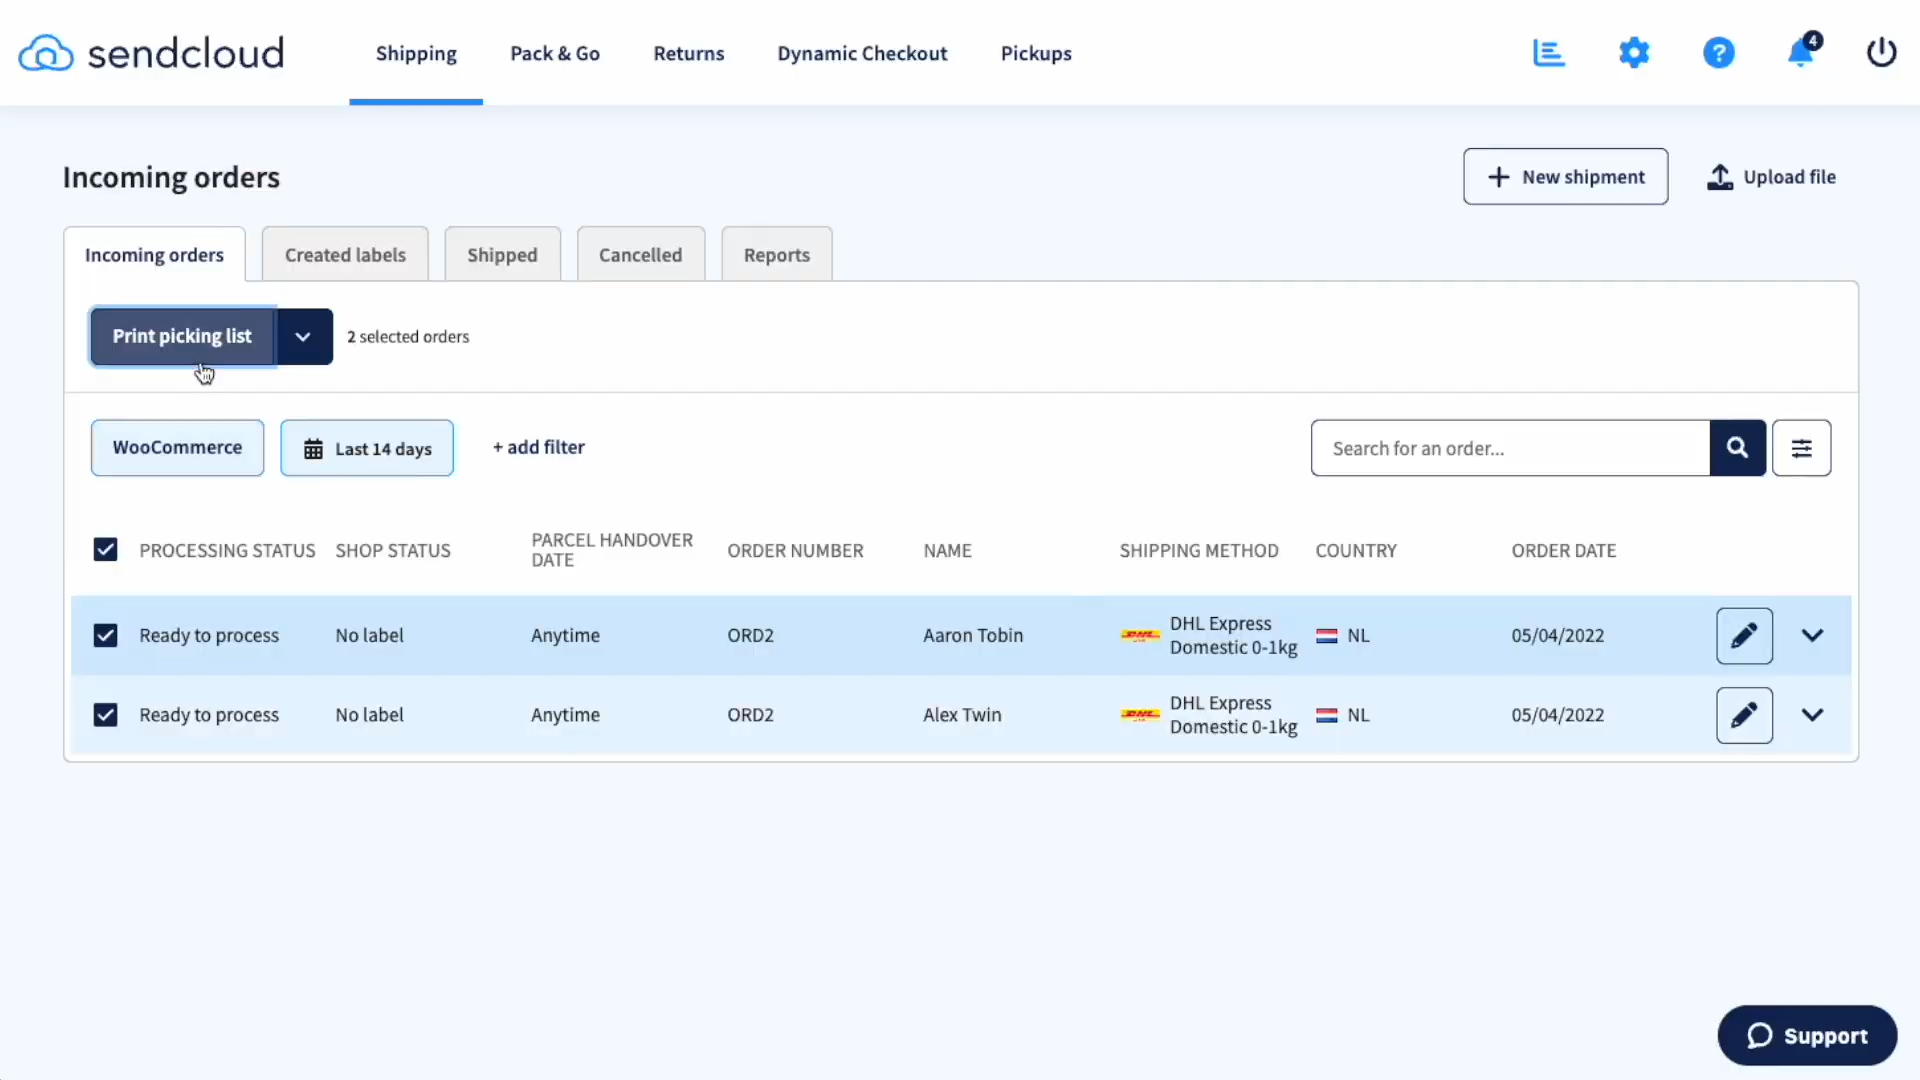 sendcloud
Shipping
Pack & Go
Returns
Dynamic Checkout
Pickups
4
Incoming orders
New shipment
Upload file
Incoming orders
Created labels
Shipped
Cancelled
Reports
Print picking list
2 selected orders
WooCommerce
Last 14 days
+ add filter
Search for an order...
PROCESSING STATUS
SHOP STATUS
PARCEL HANDOVER
DATE
ORDER NUMBER
NAME
SHIPPING METHOD
COUNTRY
ORDER DATE
Ready to process
No label
Anytime
ORD2
Aaron Tobin
DHL
DHL Express
Domestic 0-1kg
NL
05/04/2022
Ready to process
No label
Anytime
ORD2
Alex Twin
DHL
DHL Express
Domestic 0-1kg
NL
05/04/2022
Support